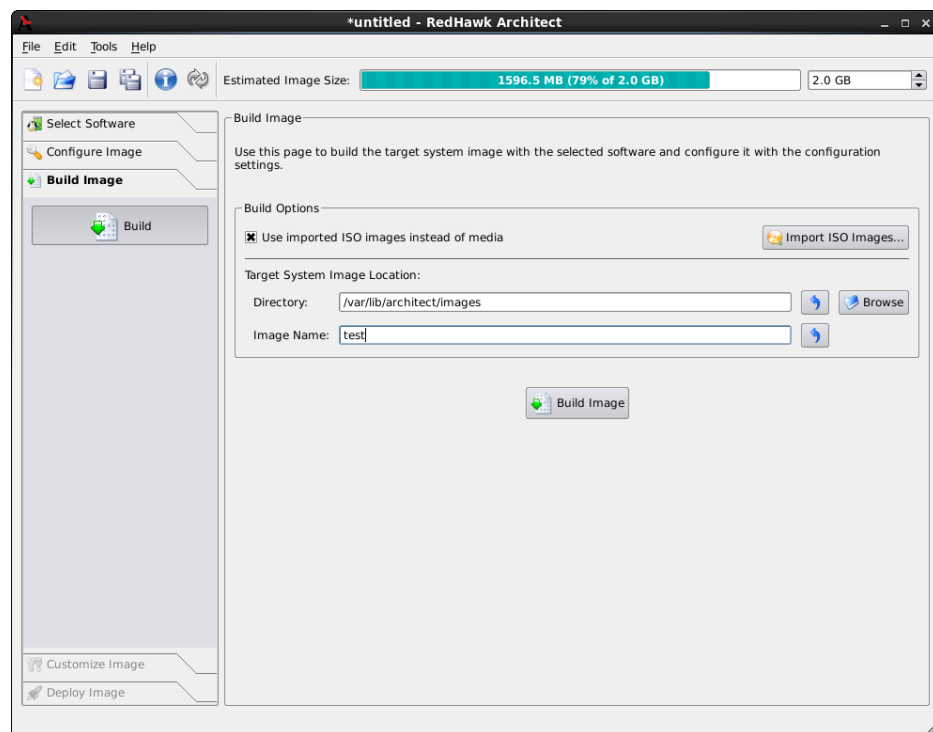 *untitled - RedHawk Architect
File Edit Tools Help
Estimated Image Size: 1596.5 MB (79% of 2.0 GB) 2.0 GB
Select Software
Configure Image
Build Image
Build
Customize Image
Deploy Image
Build Image
Use this page to build the target system image with the selected software and configure it with the configuration
settings.
Build Options
Use imported ISO images instead of media
Import ISO Images...
Target System Image Location:
Directory: /var/lib/architect/images Browse
Image Name: test
Build Image